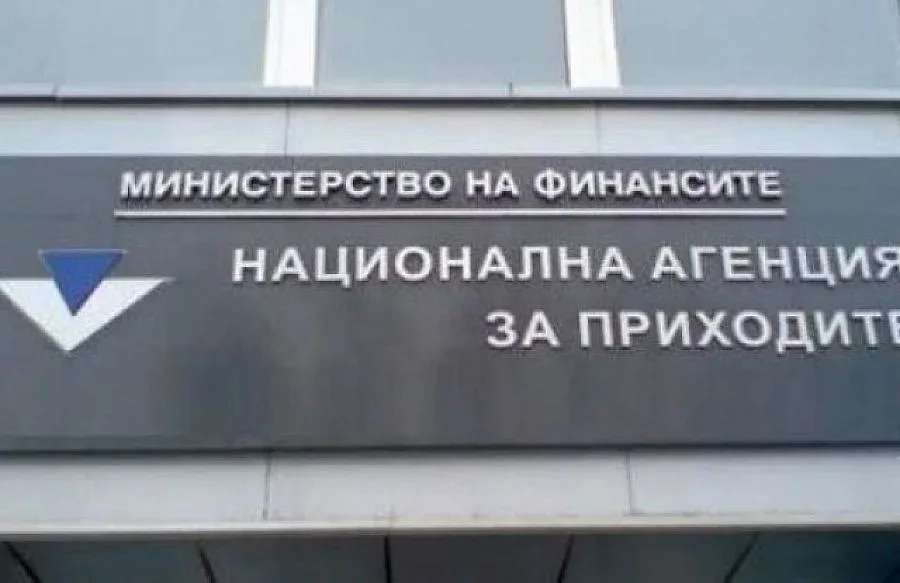 МИНИСТЕРСТВО НА ФИНАНСИТЕ
НАЦИОНАЛНА АГЕНЦИЯ
ЗА ПРИХОДИТЕ